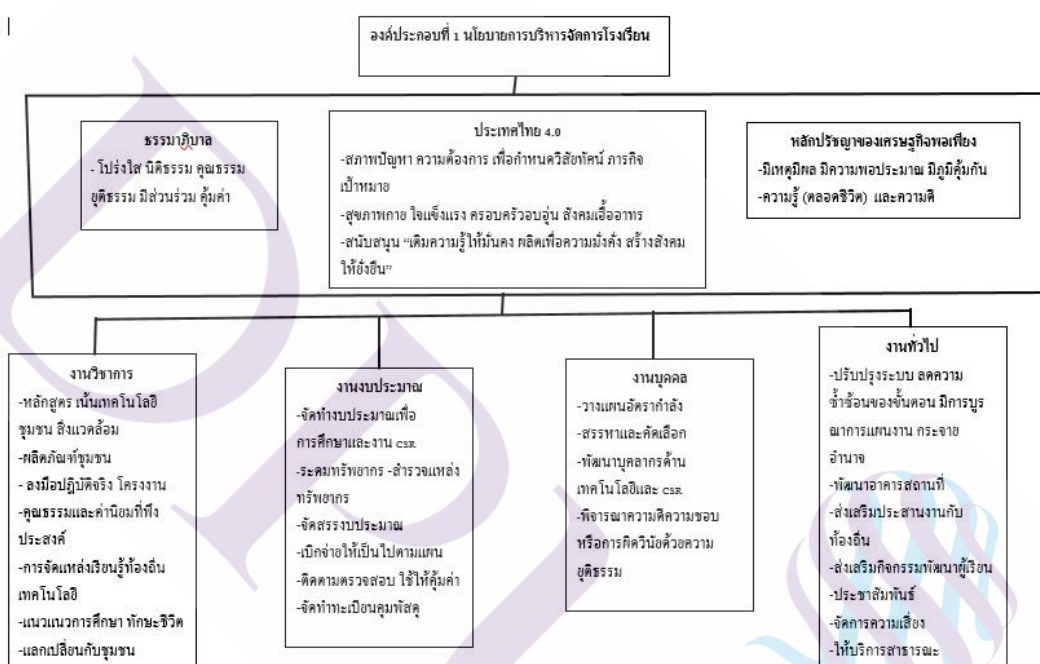 องค์ประกอบที่ 1 นโยบายการบริหารจัดการโรงเรียน
ธรรมาภิบาล
- โปร่งใส นิติธรรม คุณธรรม
ยุติธรรม มีส่วนร่วม คุ้มค่า
ประเทศไทย 4.0
-สภาพปัญหา ความต้องการ เพื่อกำหนดวิสัยทัศน์ ภารกิจ
เป้าหมาย
-สุขภาพกาย ใจแข็งแรง ครอบครัวอบอุ่น สังคมเอื้ออาทร
-สนับสนุน “เติมความรู้ให้มั่นคง ผลิตเพื่อความมั่งคั่ง สร้างสังคม
ให้ยั่งยืน”
หลักปรัชญาของเศรษฐกิจพอเพียง
-มีเหตุมีผล มีความพอประมาณ มีภูมิคุ้มกัน
-ความรู้ (ตลอดชีวิต) และความดี
งานวิชาการ
-หลักสูตร เน้นเทคโนโลยี
ชุมชน สิ่งแวดล้อม
-ผลิตภัณฑ์ชุมชน
- ลงมือปฏิบัติจริง โครงงาน
-คุณธรรมและค่านิยมที่พึง
ประสงค์
-การจัดแหล่งเรียนรู้ท้องถิ่น
เทคโนโลยี
-แนวแนวการศึกษา ทักษะชีวิต
-แลกเปลี่ยนกับชุมชน
งานงบประมาณ
-จัดทำงบประมาณเพื่อ
การศึกษาและงาน CSR
-ระดมทรัพยากร -สำรวจแหล่ง
ทรัพยากร
-จัดสรรงบประมาณ
-เบิกจ่ายให้เป็นไปตามแผน
-ติดตามตรวจสอบ ใช้ให้คุ้มค่า
-จัดทำทะเบียนคุมพัสดุ
งานบุคคล
-วางแผนอัตรากำลัง
-สรรหาและคัดเลือก
-พัฒนาบุคลากรด้าน
เทคโนโลยีและ CSR
-พิจารณาความดีความชอบ
หรือการผิดวินัยด้วยความ
ยุติธรรม
งานทั่วไป
-ปรับปรุงระบบ ลดความ
ซ้ำซ้อนของขั้นตอน มีการบูร
ณาการแผนงาน กระจาย
อำนาจ
-พัฒนาอาคารสถานที่
-ส่งเสริมประสานงานกับ
ท้องถิ่น
-ส่งเสริมกิจกรรมพัฒนาผู้เรียน
-ประชาสัมพันธ์
-จัดการความเสี่ยง
-ให้บริการสาธารณะ